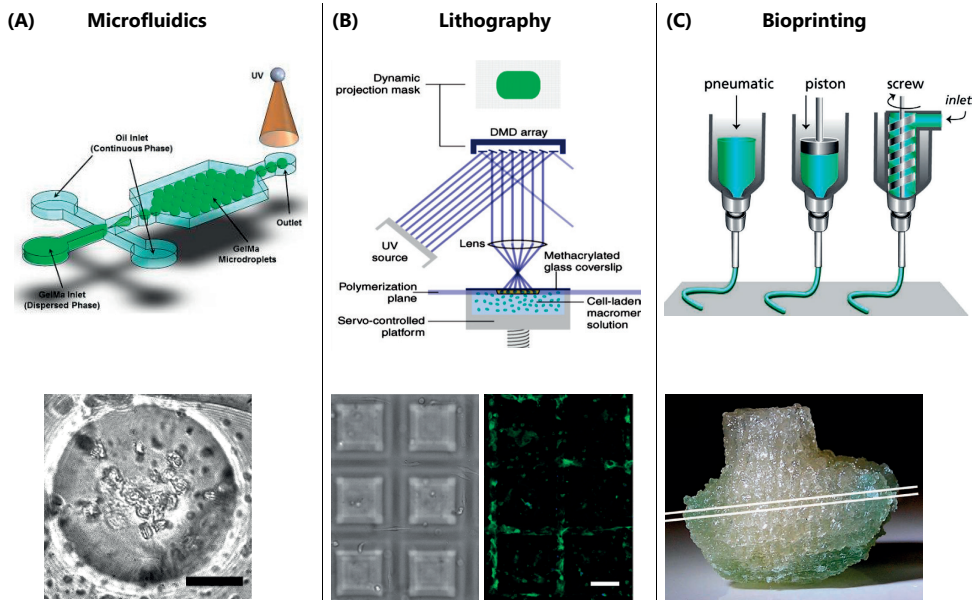 (A) Microfluidics
UV
Oil Inlet
(Continuous Phase)
Outlet
GelMa
Microdroplets
GelMa Inlet
(Dispersed Phase)
(B) Lithography
Dynamic
projection mask
DMD array
UV
source
Lens
Methacrylated
glass coverslip
Polymerization
plane
Cell-laden
macromer
solution
Servo-controlled
platform
(C) Bioprinting
pneumatic
piston
screw
inlet